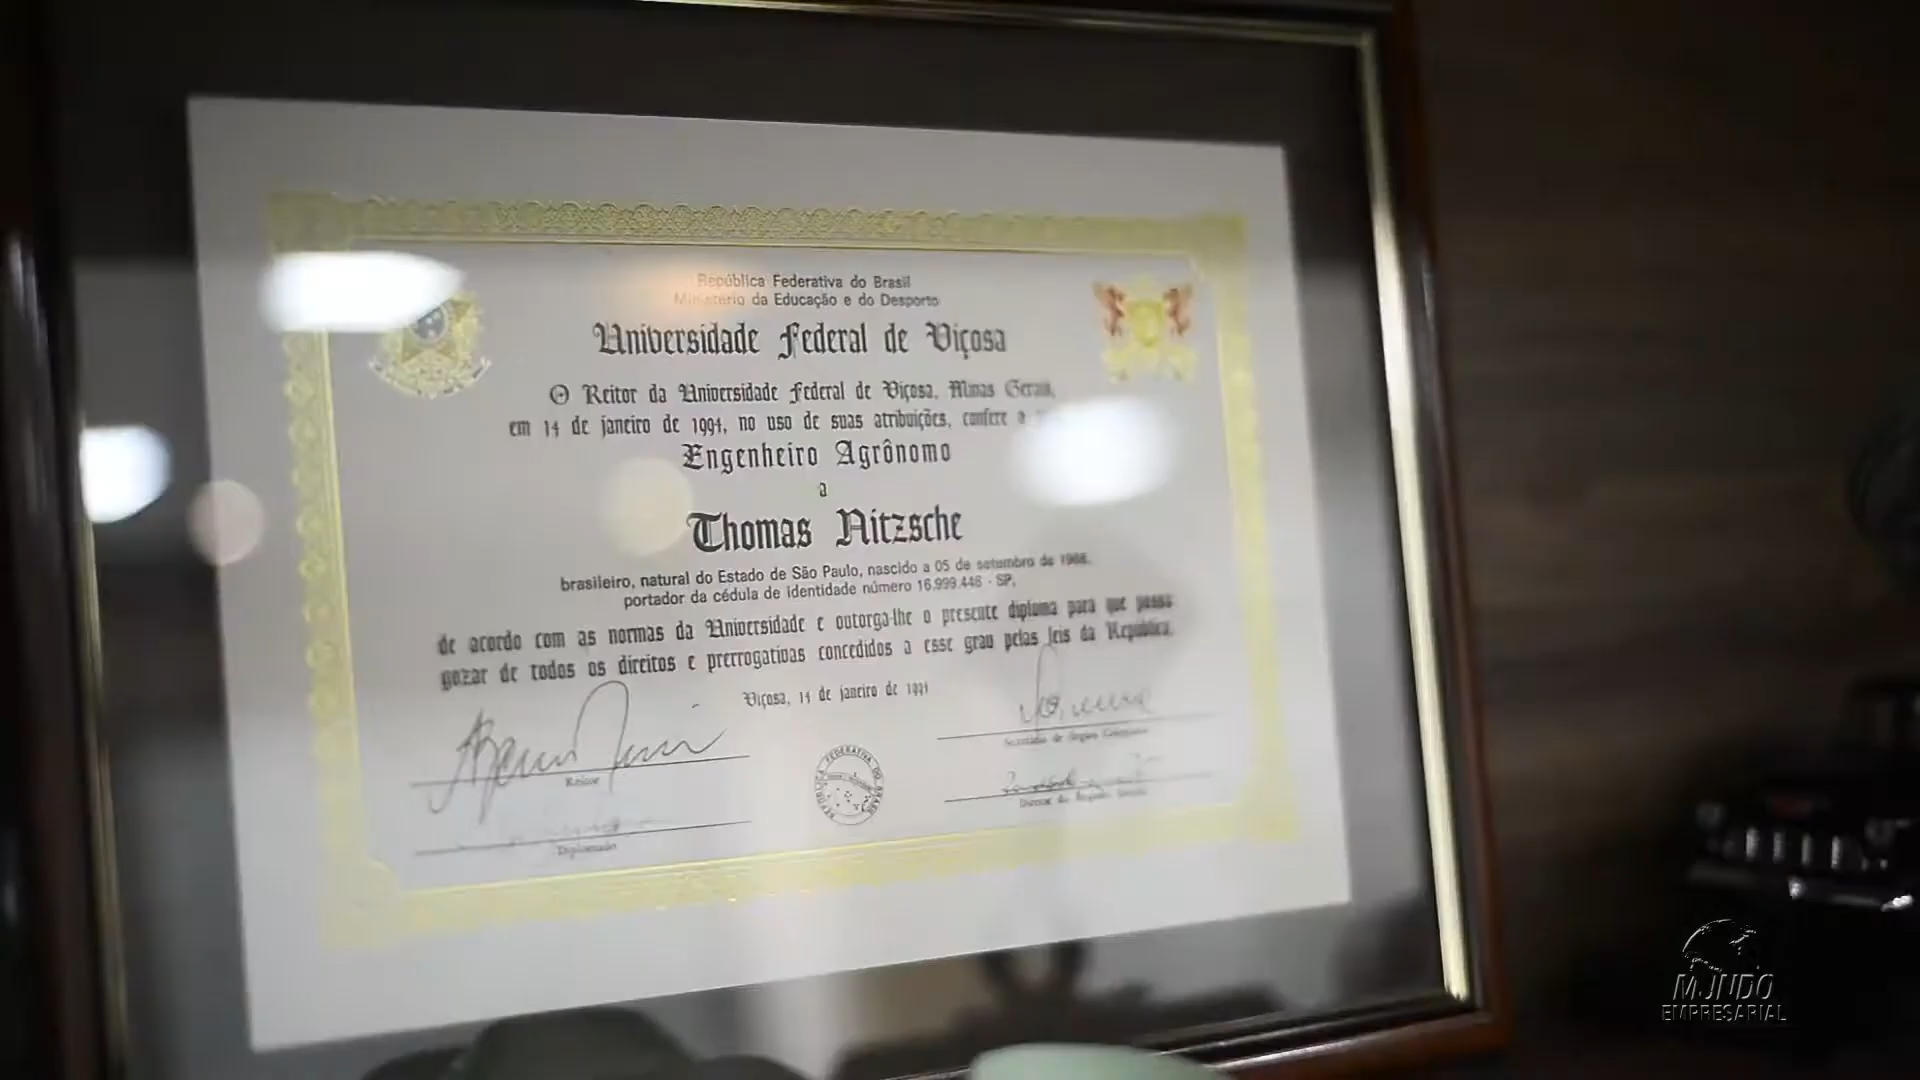 República Federativa do Brasil
Ministério da Educação e do Desporto
Universidade Federal de Viçosa
O Reitor da Universidade Federal de Viçosa, Minas Gerais,
em 14 de janeiro de 1994, no uso de suas atribuições, confere a
Engenheiro Agrônomo
a
Thomas Nitzsche
brasileiro, natural do Estado de São Paulo, nascido a 05 de setembro de
portador da cédula de identidade número 16.999.446 - SP,
de acordo com as normas da Universidade e outorga-lhe o presente diploma para que possa
gozar de todos os direitos e prerrogativas concedidos a esse grau pelas leis da República.
Viçosa, 14 de janeiro de 1994
Reitor
Diplomado
REPÚBLICA FEDERATIVA DO BRASIL
MUNDO
EMPRESARIAL